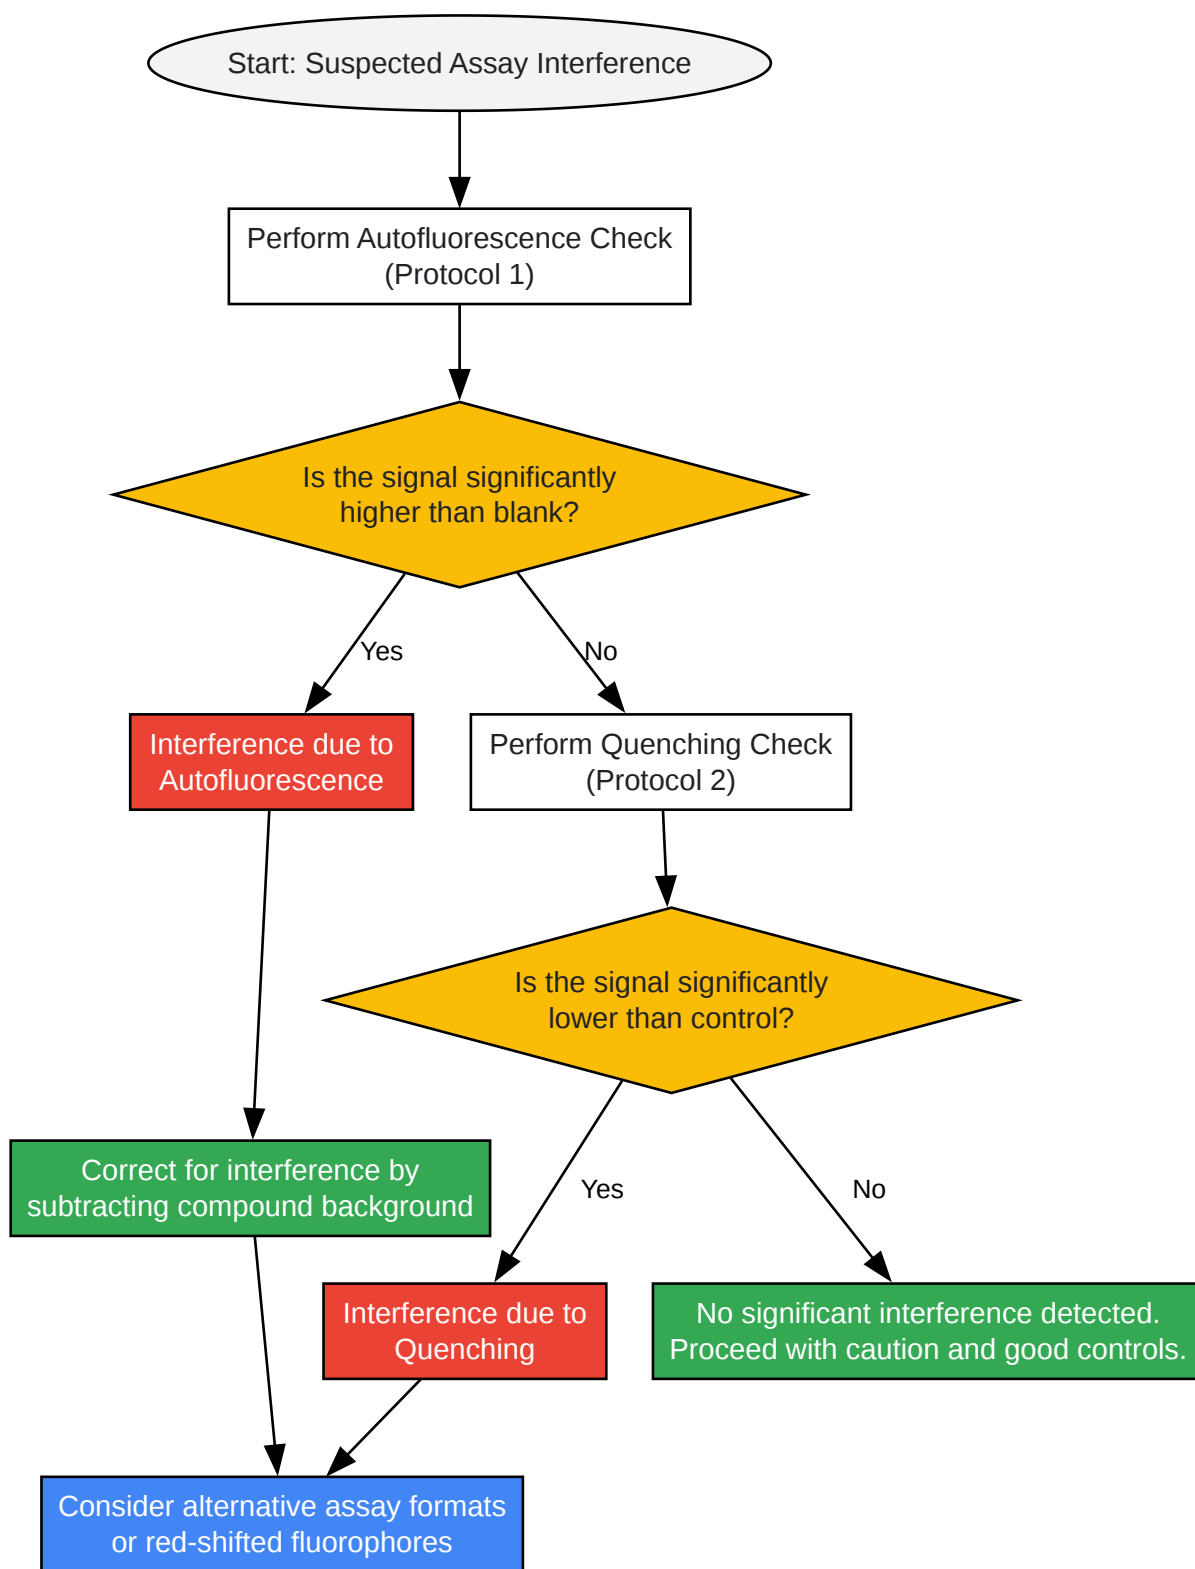 Start: Suspected Assay Interference
Perform Autofluorescence Check
(Protocol 1)
Is the signal significantly
higher than blank?
Yes
No
Interference due to
Autofluorescence
Perform Quenching Check
(Protocol 2)
Is the signal significantly
lower than control?
Correct for interference by
subtracting compound background
Yes
No
Interference due to
Quenching
No significant interference detected.
Proceed with caution and good controls.
Consider alternative assay formats
or red-shifted fluorophores